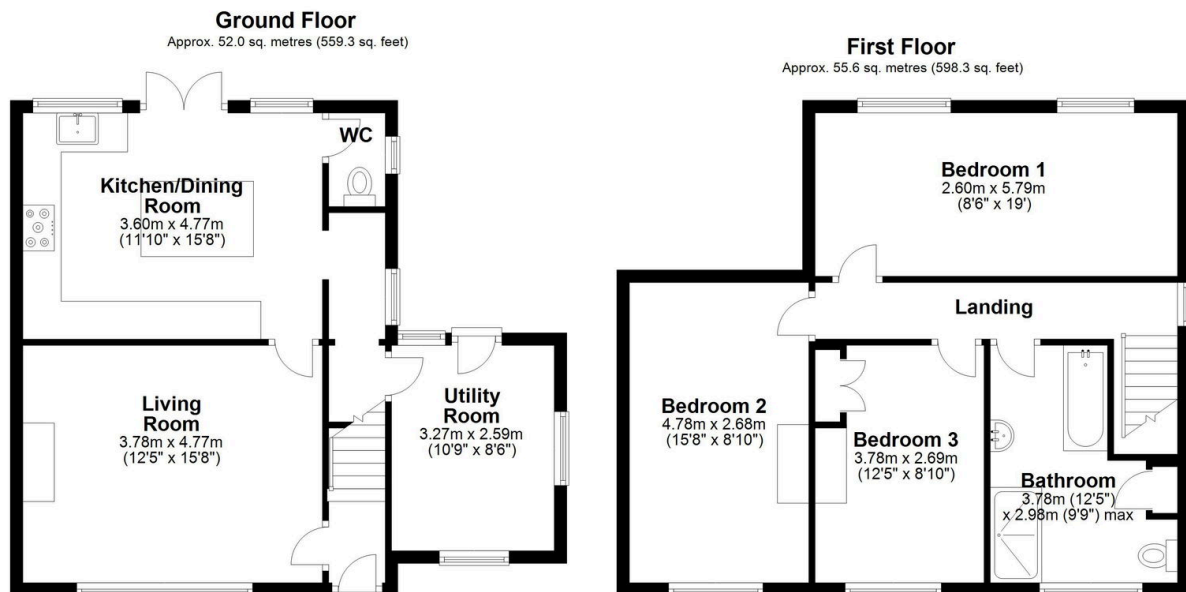 Ground Floor
Approx. 52.0 sq. metres (559.3 sq. feet)
WC
Kitchen/Dining
Room
3.60m x 4.77m
(11'10" x 15'8")
Living
Room
3.78m x 4.77m
(12'5" x 15'8")
Utility
Room
3.27m x 2.59m
(10'9" x 8'6")
First Floor
Approx. 55.6 sq. metres (598.3 sq. feet)
Bedroom 1
2.60m x 5.79m
(8'6" x 19')
Landing
Bedroom 2
4.78m x 2.68m
(15'8" x 8'10")
Bedroom 3
3.78m x 2.69m
(12'5" x 8'10")
Bathroom
3.78m (12'5")
x 2.98m (9'9") max